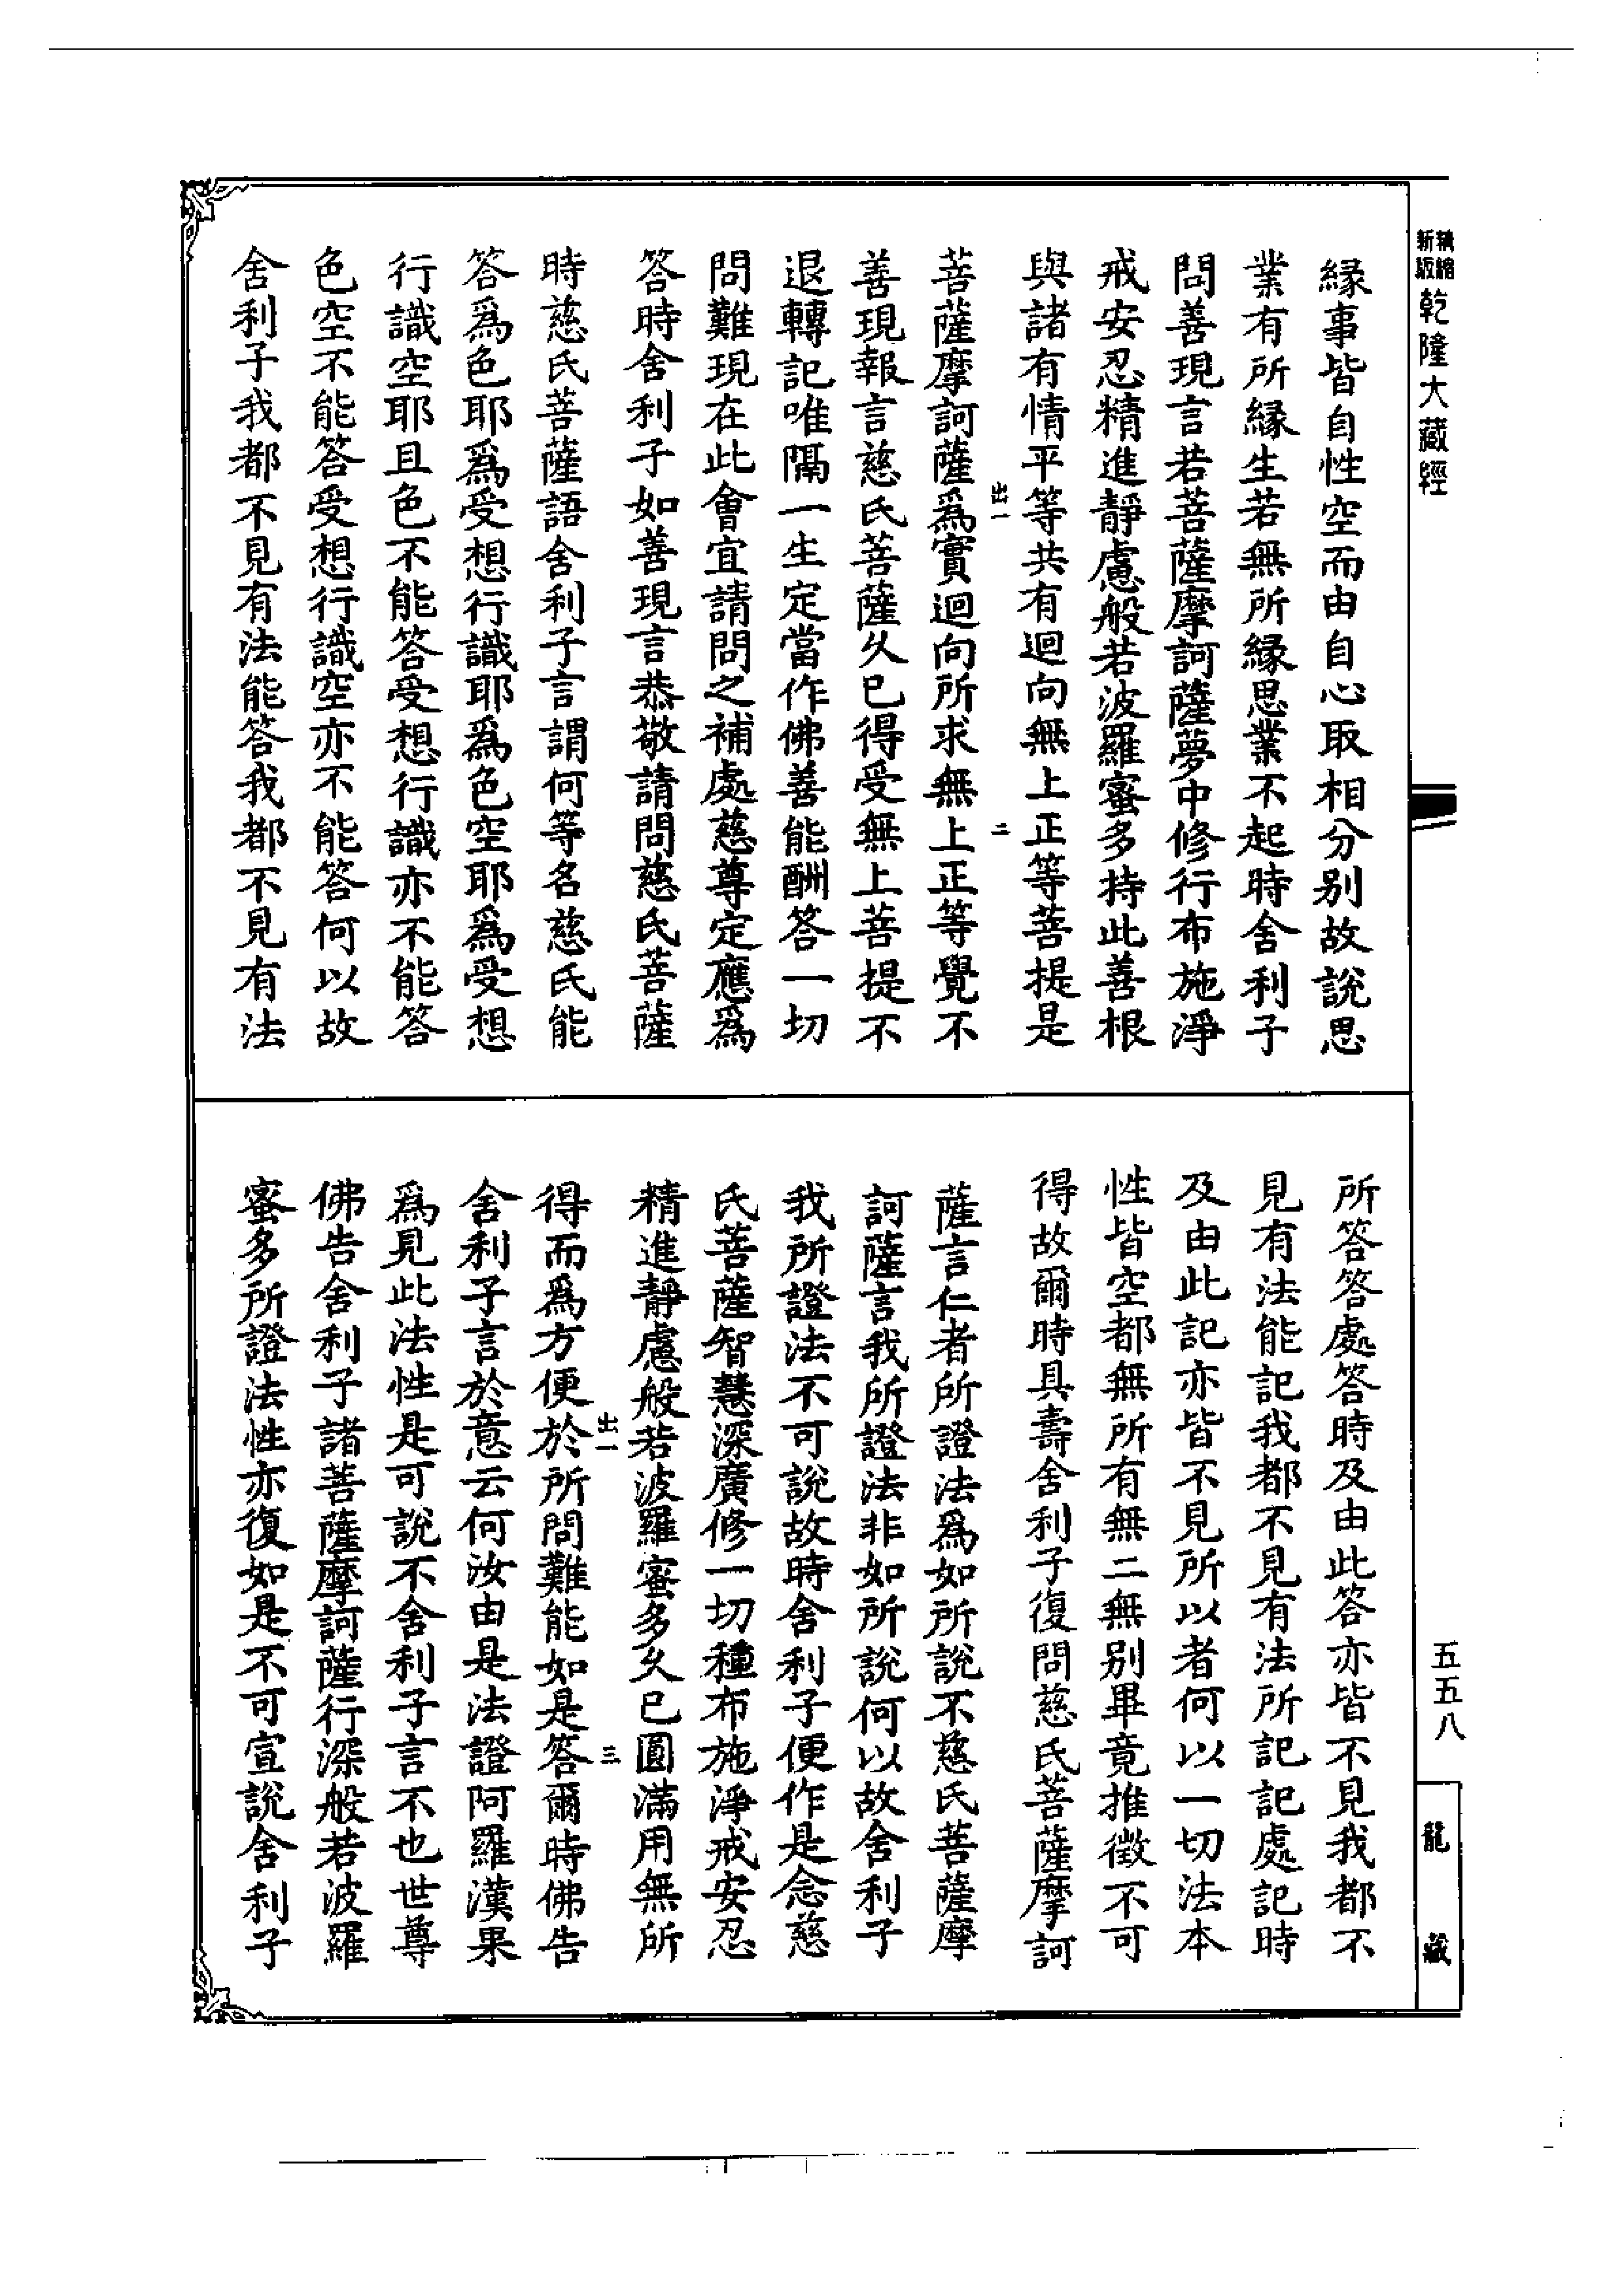 精縮新版乾隆大藏經
緣事皆自性空而由自心取相分别故說思
業有所緣生若無所緣思業不起時舍利子
問善現言若菩薩摩訶薩夢中修行布施淨
戒安忍精進靜慮般若波羅蜜多持此善根
與諸有情平等共有迴向無上正等菩提是
出一
二
菩薩摩訶薩爲實迴向所求無上正等覺不
善現報言慈氏菩薩久已得受無上菩提不
退轉記唯隔一生定當作佛善能酬答一切
問難現在此會宜請問之補處慈尊定應爲
答時舍利子如善現言恭敬請問慈氏菩薩
時慈氏菩薩語舍利子言謂何等名慈氏能
答爲色耶爲受想行識耶爲色空耶爲受想
行識空耶且色不能答受想行識亦不能答
色空不能答受想行識空亦不能答何以故
舍利子我都不見有法能答我都不見有法
所答答處答時及由此答亦皆不見我都不
見有法能記我都不見有法所記記處記時
及由此記亦皆不見所以者何以一切法本
性皆空都無所有無二無别畢竟推徵不可
得故爾時具壽舍利子復問慈氏菩薩摩訶
薩言仁者所證法爲如所說不慈氏菩薩摩
訶薩言我所證法非如所說何以故舍利子
我所證法不可說故時舍利子便作是念慈
氏菩薩智慧深廣修一切種布施淨戒安忍
精進靜慮般若波羅蜜多久已圓滿用無所
出一
三
得而爲方便於所問難能如是答爾時佛告
舍利子言於意云何汝由是法證阿羅漢果
爲見此法性是可說不舍利子言不也世尊
佛告舍利子諸菩薩摩訶薩行深般若波羅
蜜多所證法性亦復如是不可宣說舍利子
五五八
龍藏